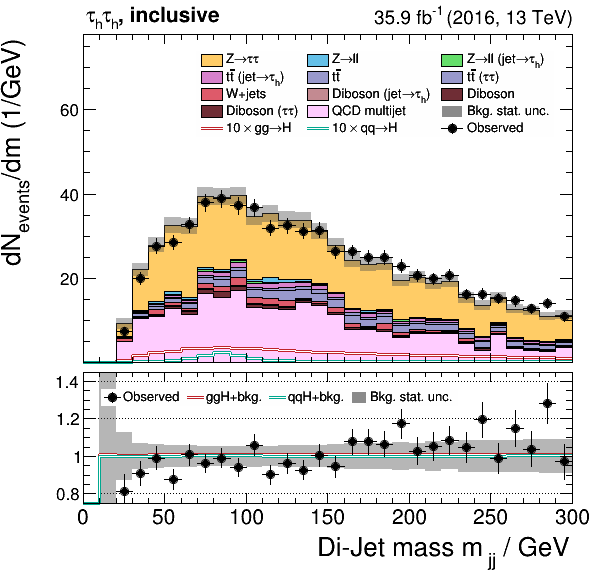 τhτh, inclusive 35.9 fb-1 (2016, 13 TeV)
Z→ττ Z→ll Z→ll (jet→τh)
tt̄ (jet→τh) tt̄ tt̄ (ττ)
W+jets Diboson (jet→τh) Diboson
Diboson (ττ) QCD multijet Bkg. stat. unc.
10 × gg→H 10 × qq→H Observed
dNevents/dm (1/GeV)
60
40
20
Observed ggH+bkg. qqH+bkg. Bkg. stat. unc.
1.4
1.2
1
0.8
0 50 100 150 200 250 300
Di-Jet mass mjj / GeV